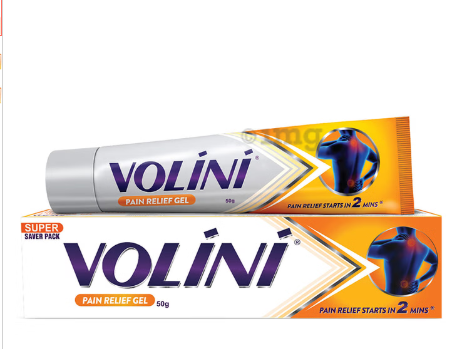 1mg
VOLINI®
PAIN RELIEF GEL
50g
PAIN RELIEF STARTS IN 2 MINS*
SUPER
SAVER PACK
VOLINI®
PAIN RELIEF GEL
50g
PAIN RELIEF STARTS IN 2 MINS*